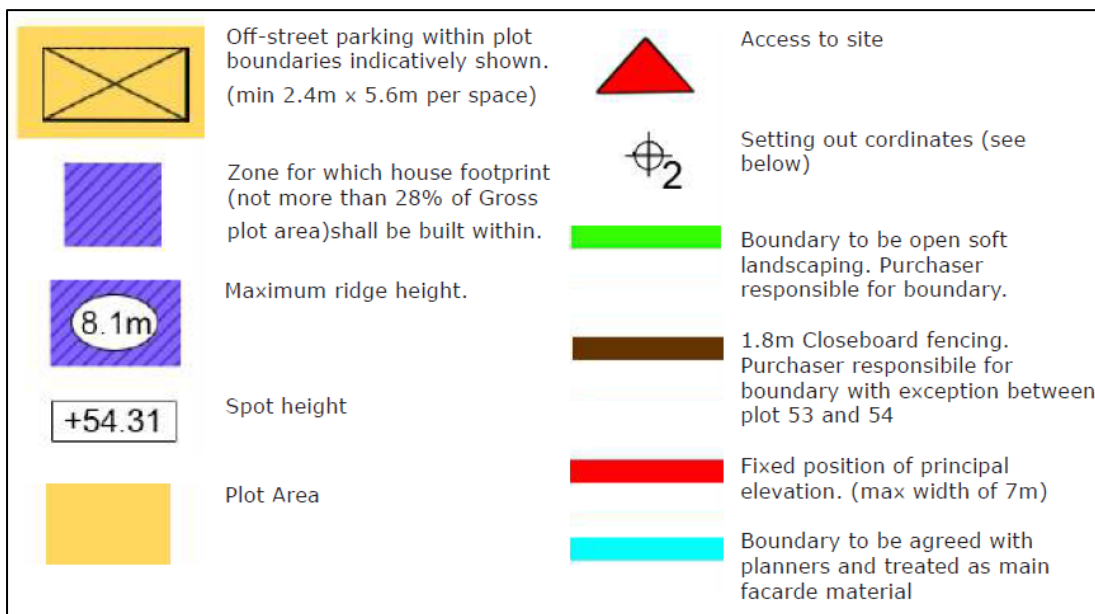 Off-street parking within plot
boundaries indicatively shown.
(min 2.4m x 5.6m per space)
Zone for which house footprint
(not more than 28% of Gross
plot area)shall be built within.
8.1m
Maximum ridge height.
+54.31
Spot height
Plot Area
Access to site
2
Setting out cordinates (see
below)
Boundary to be open soft
landscaping. Purchaser
responsible for boundary.
1.8m Closeboard fencing.
Purchaser responsibile for
boundary with exception between
plot 53 and 54
Fixed position of principal
elevation. (max width of 7m)
Boundary to be agreed with
planners and treated as main
facarde material